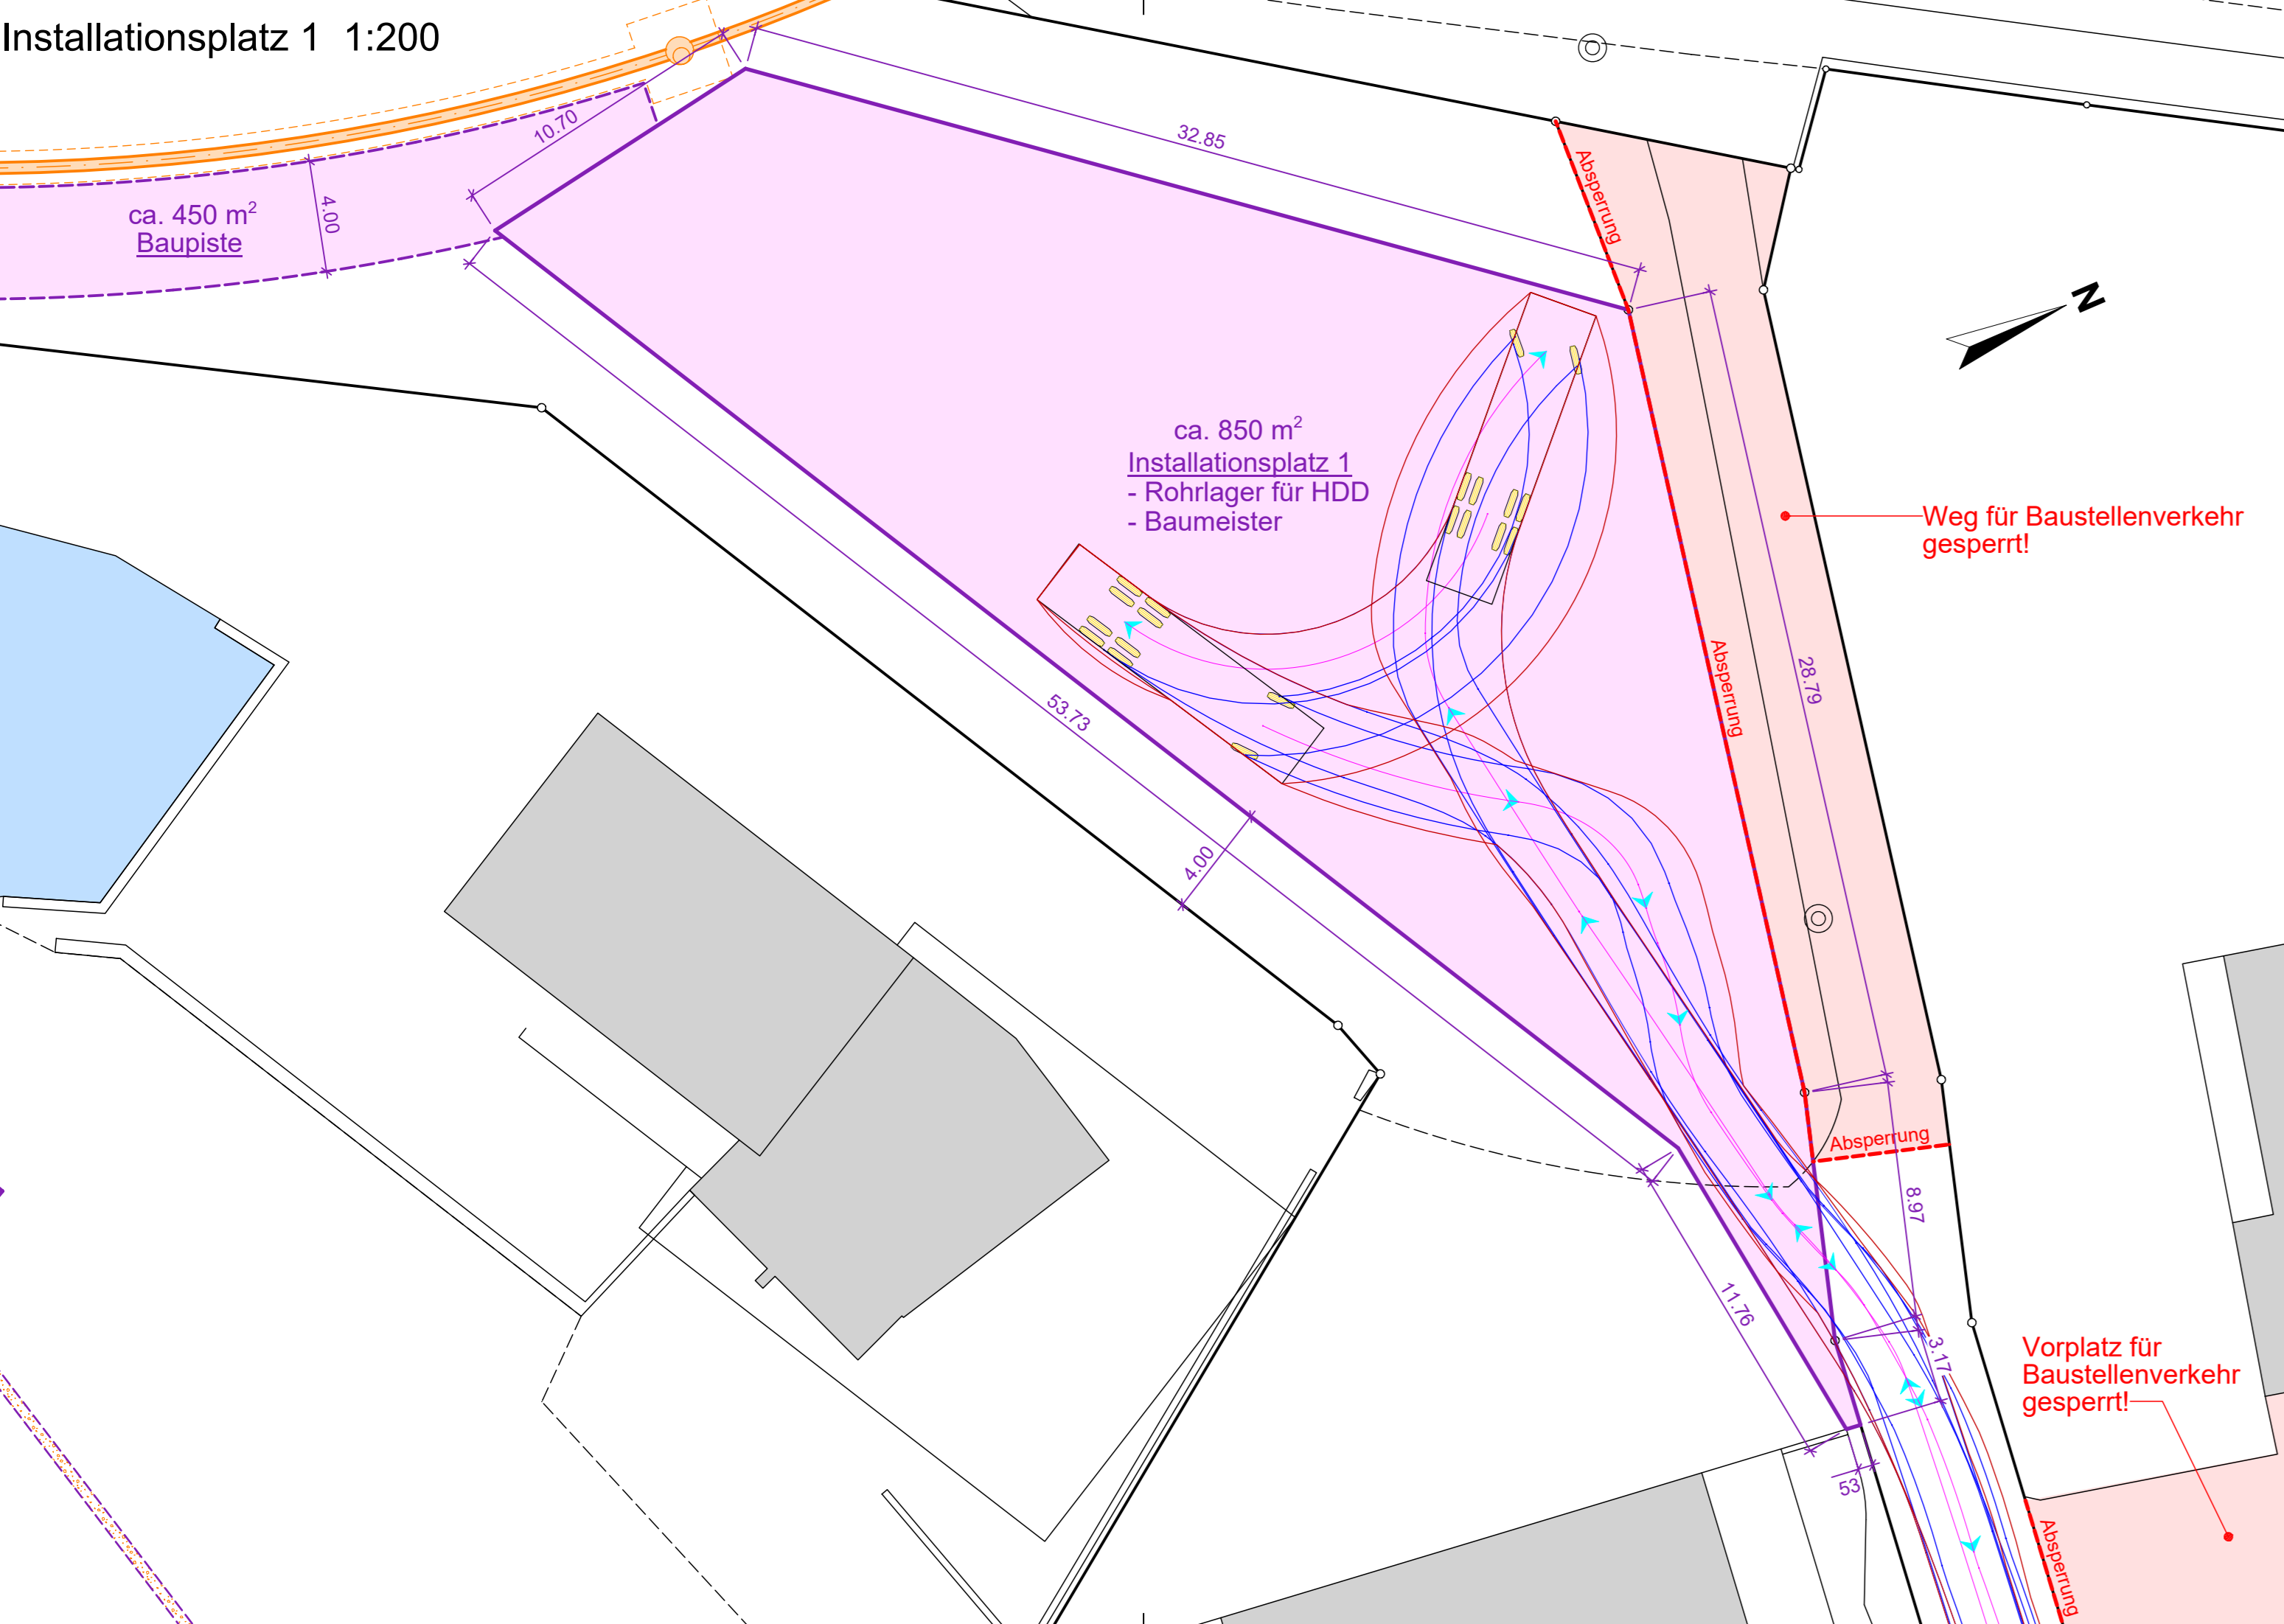 Installationsplatz 1  1:200
10.70
32.85
Absperrung
ca. 450 m²
Baupiste
4.00
N
ca. 850 m²
Installationsplatz 1
- Rohrlager für HDD
- Baumeister
Weg für Baustellenverkehr
gesperrt!
Absperrung
28.79
53.73
4.00
Absperrung
8.97
11.76
3.17
Vorplatz für
Baustellenverkehr
gesperrt!
53
Absperrung